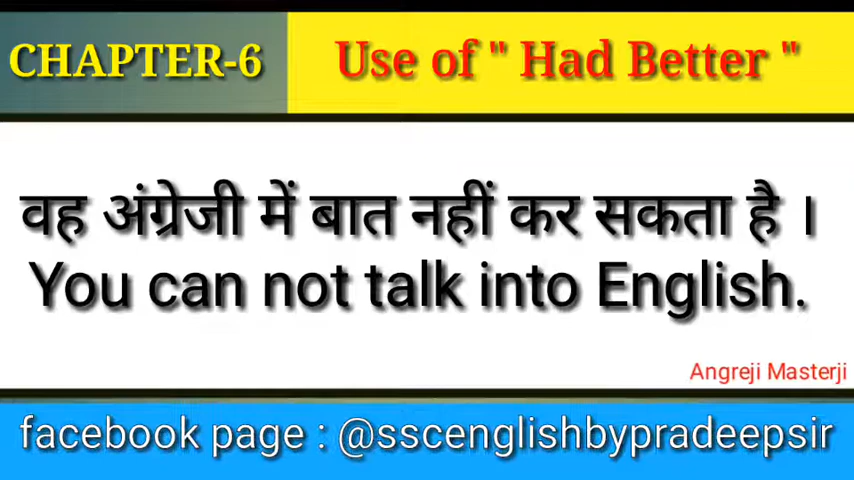 CHAPTER-6
Use of " Had Better "
वह अंग्रेजी में बात नहीं कर सकता है ।
You can not talk into English.
Angreji Masterji
facebook page : @sscenglishbypradeepsir